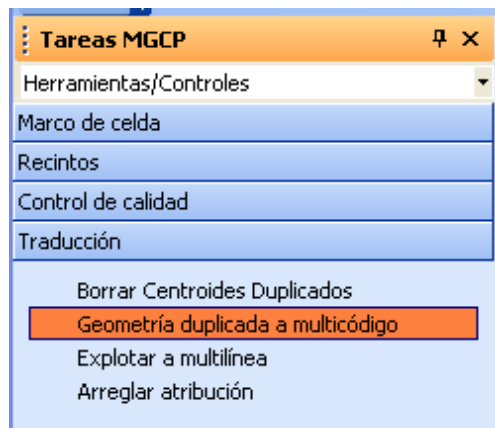 Tareas MGCP
Herramientas/Controles
Marco de celda
Recintos
Control de calidad
Traducción
Borrar Centroides Duplicados
Geometría duplicada a multicódigo
Explotar a multilínea
Arreglar atribución